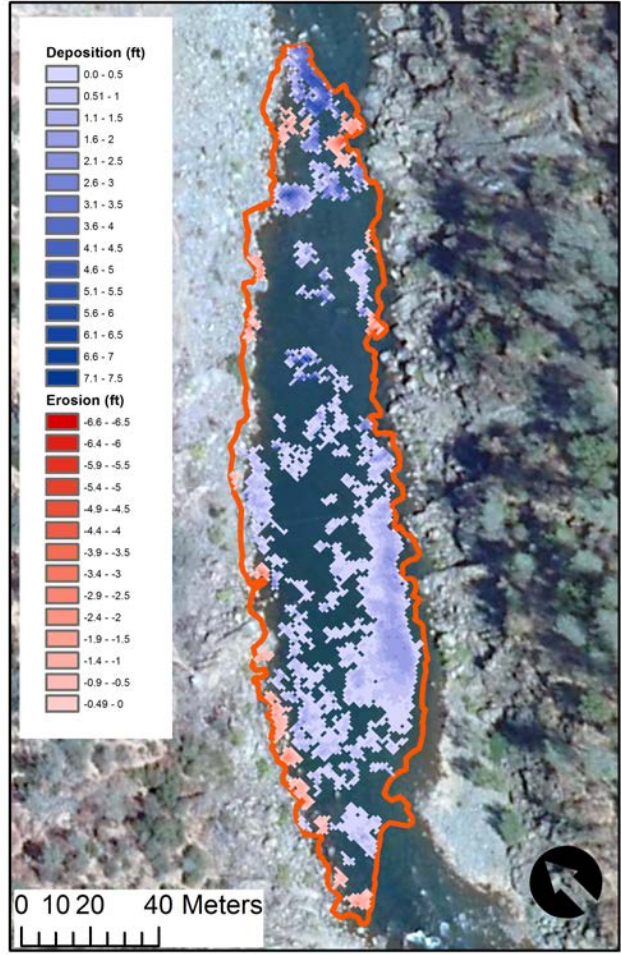 Deposition (ft)
0.0 - 0.5
0.51 - 1
1.1 - 1.5
1.6 - 2
2.1 - 2.5
2.6 - 3
3.1 - 3.5
3.6 - 4
4.1 - 4.5
4.6 - 5
5.1 - 5.5
5.6 - 6
6.1 - 6.5
6.6 - 7
7.1 - 7.5
Erosion (ft)
-6.6 - -6.5
-6.4 - -6
-5.9 - -5.5
-5.4 - -5
-4.9 - -4.5
-4.4 - -4
-3.9 - -3.5
-3.4 - -3
-2.9 - -2.5
-2.4 - -2
-1.9 - -1.5
-1.4 - -1
-0.9 - -0.5
-0.49 - 0
0 10 20 40 Meters